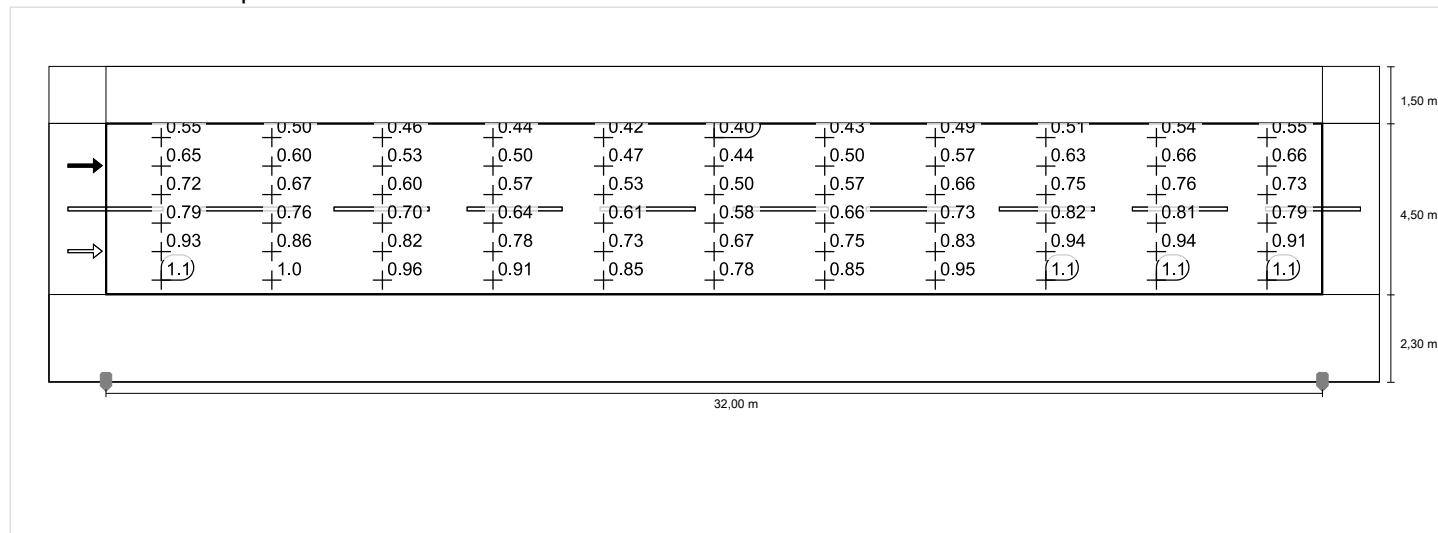 1,50 m
0.55 0.50 0.46 0.44 0.42 0.40 0.43 0.49 0.51 0.54 0.55
0.65 0.60 0.53 0.50 0.47 0.44 0.50 0.57 0.63 0.66 0.66
0.72 0.67 0.60 0.57 0.53 0.50 0.57 0.66 0.75 0.76 0.73
0.79 0.76 0.70 0.64 0.61 0.58 0.66 0.73 0.82 0.81 0.79
4,50 m
0.93 0.86 0.82 0.78 0.73 0.67 0.75 0.83 0.94 0.94 0.91
1.1 1.0 0.96 0.91 0.85 0.78 0.85 0.95 1.1 1.1 1.1
2,30 m
32,00 m